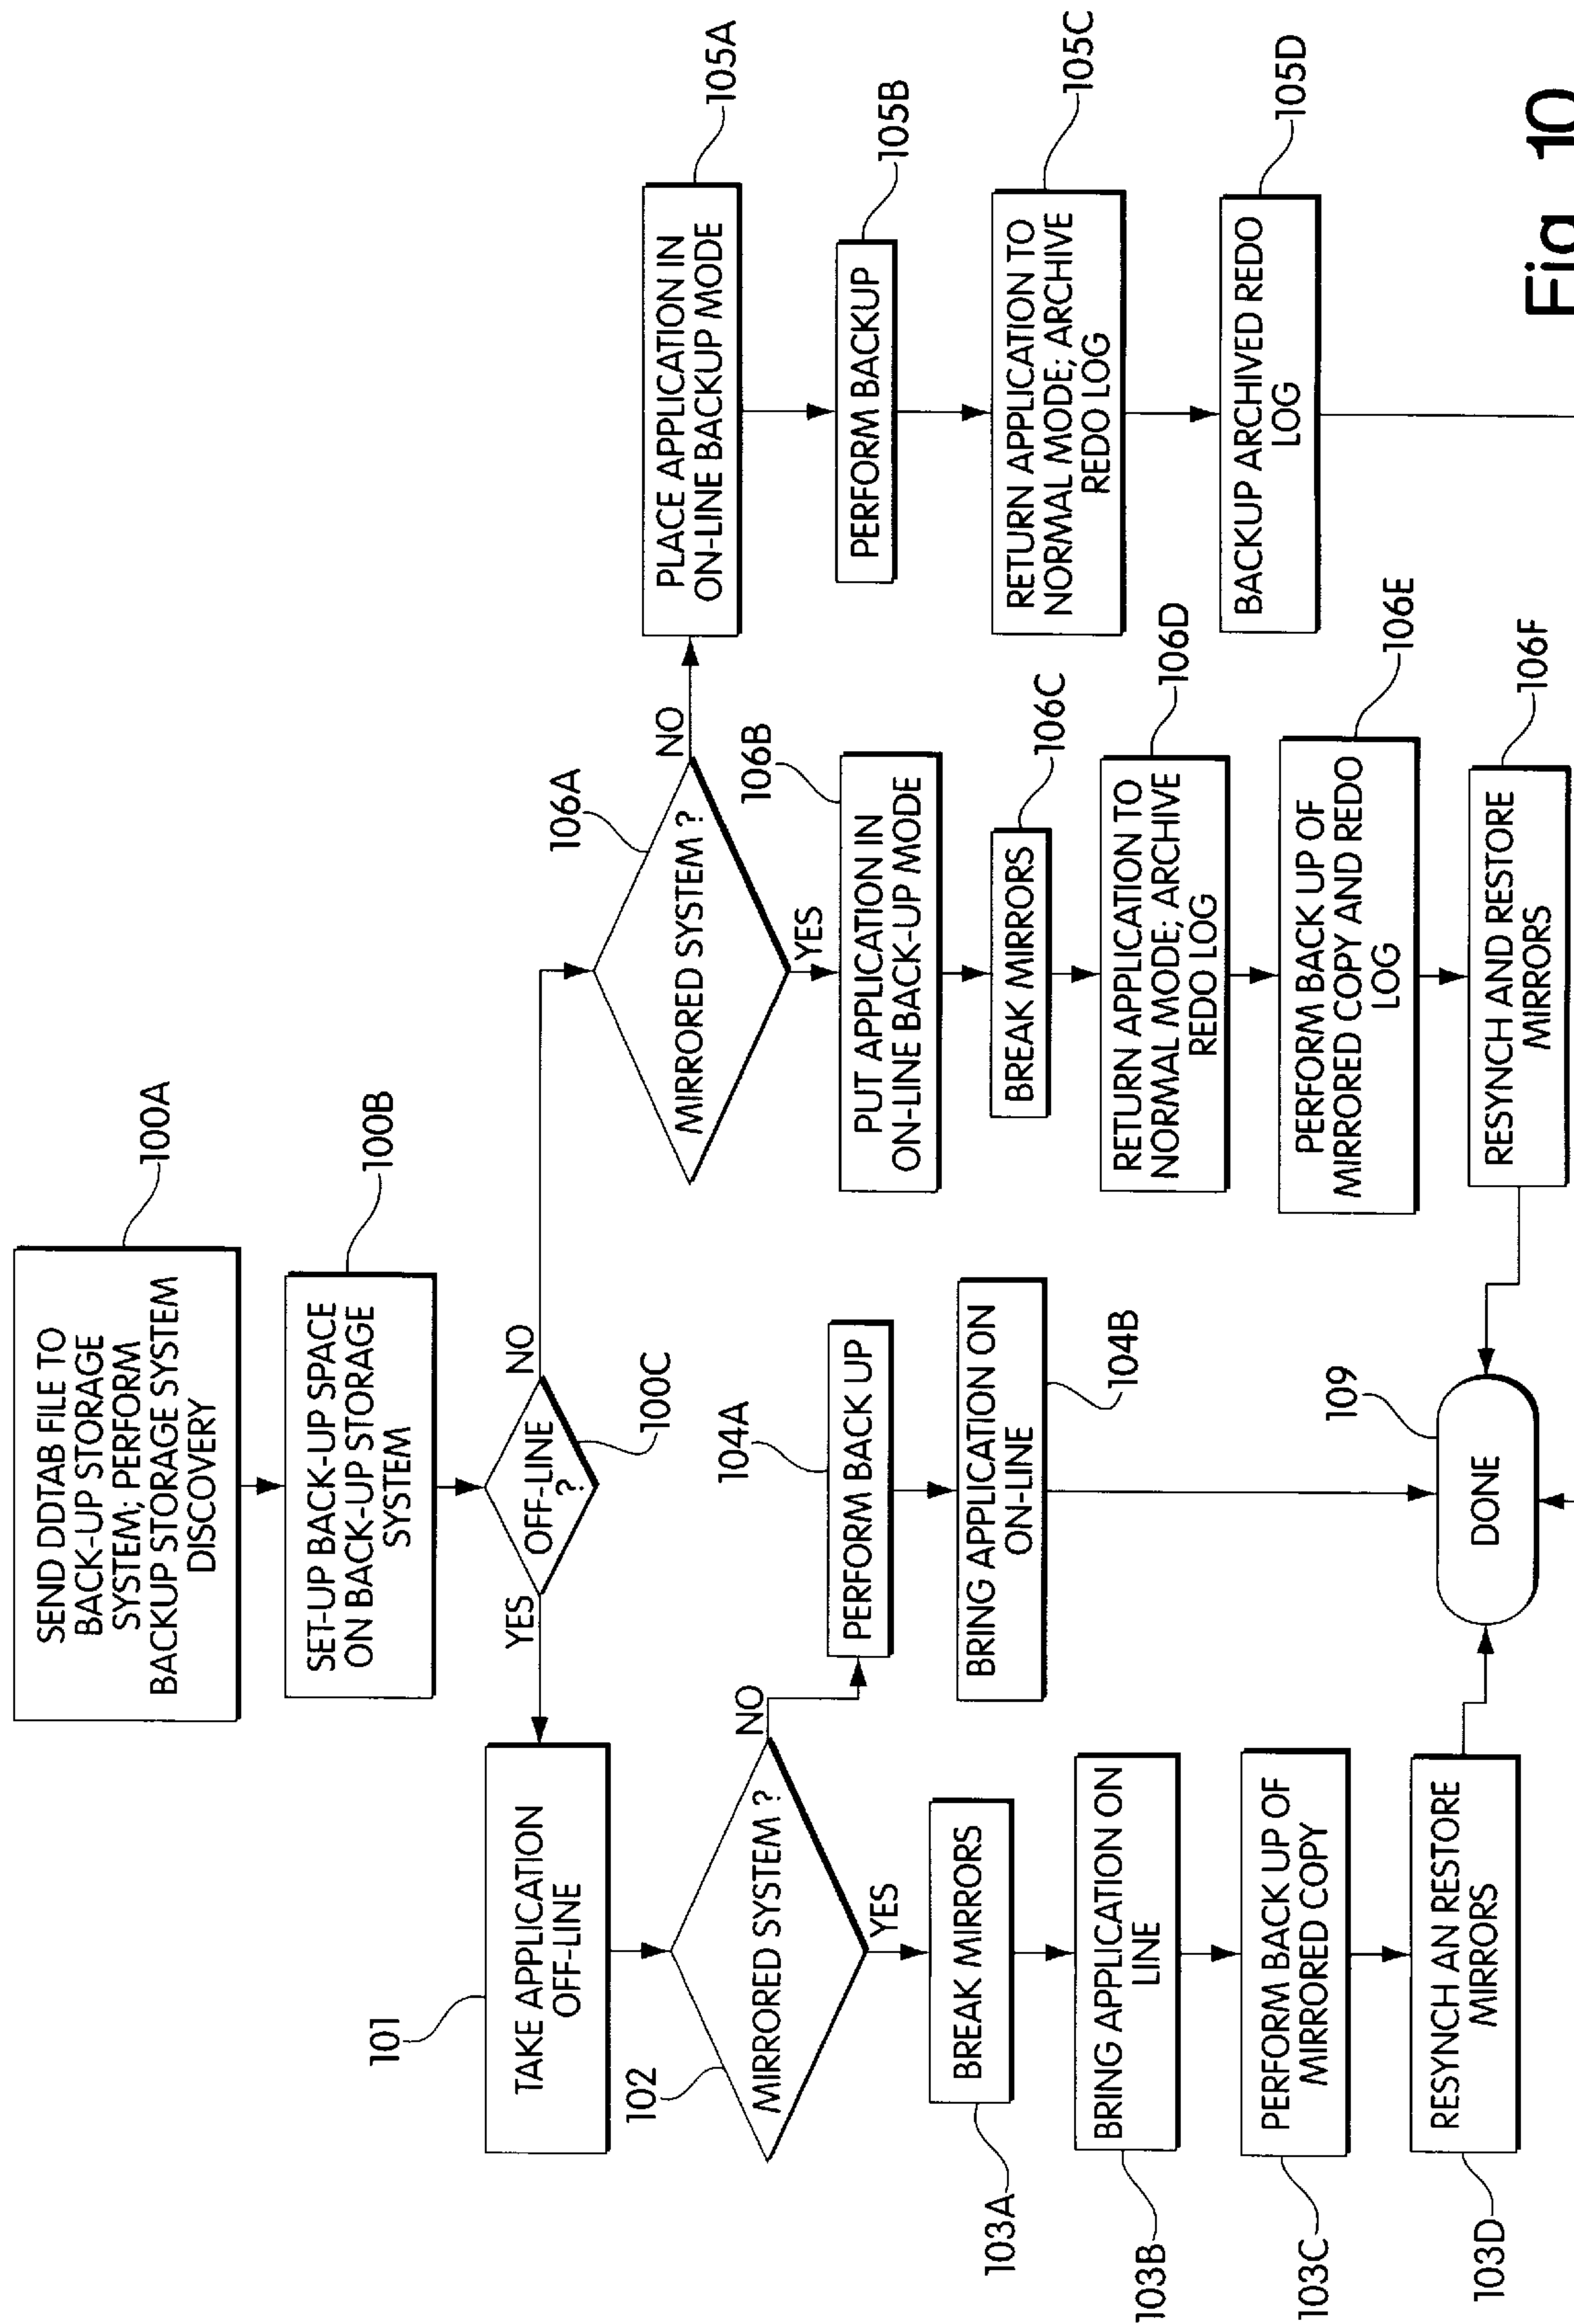 SEND DDTAB FILE TO
BACK-UP STORAGE
SYSTEM; PERFORM
BACKUP STORAGE SYSTEM
DISCOVERY
100A
SET-UP BACK-UP SPACE
ON BACK-UP STORAGE
SYSTEM
100B
OFF-LINE
?
100C
YES
NO
101
TAKE APPLICATION
OFF-LINE
102
MIRRORED SYSTEM ?
NO
YES
103A
BREAK MIRRORS
103B
BRING APPLICATION ON
LINE
103C
PERFORM BACK UP OF
MIRRORED COPY
103D
RESYNCH AN RESTORE
MIRRORS
104A
PERFORM BACK UP
BRING APPLICATION ON
ON-LINE
104B
109
DONE
106A
MIRRORED SYSTEM ?
NO
YES
106B
PUT APPLICATION IN
ON-LINE BACK-UP MODE
BREAK MIRRORS
106C
RETURN APPLICATION TO
NORMAL MODE; ARCHIVE
REDO LOG
106D
PERFORM BACK UP OF
MIRRORED COPY AND REDO
LOG
106E
RESYNCH AND RESTORE
MIRRORS
106F
PLACE APPLICATION IN
ON-LINE BACKUP MODE
105A
PERFORM BACKUP
105B
RETURN APPLICATION TO
NORMAL MODE; ARCHIVE
REDO LOG
105C
BACKUP ARCHIVED REDO
LOG
105D
Fig. 10